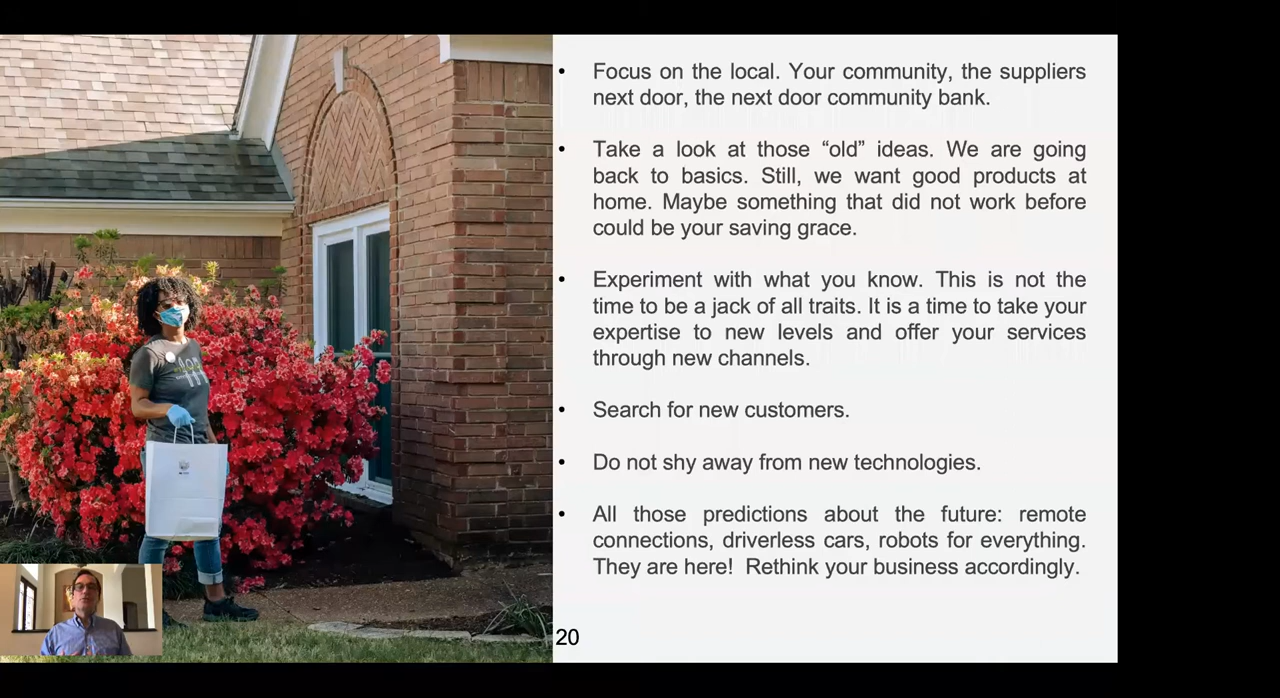 • Focus on the local. Your community, the suppliers
next door, the next door community bank.
• Take a look at those “old” ideas. We are going
back to basics. Still, we want good products at
home. Maybe something that did not work before
could be your saving grace.
• Experiment with what you know. This is not the
time to be a jack of all traits. It is a time to take your
expertise to new levels and offer your services
through new channels.
• Search for new customers.
• Do not shy away from new technologies.
• All those predictions about the future: remote
connections, driverless cars, robots for everything.
They are here! Rethink your business accordingly.
20